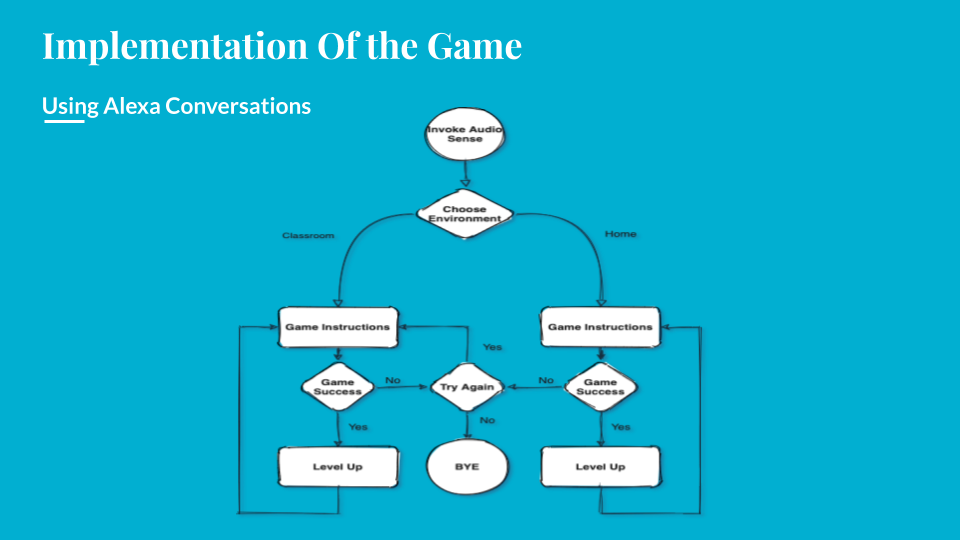 Implementation Of the Game
Using Alexa Conversations
Invoke Audio
Sense
Choose
Environment
Classroom
Home
Game Instructions
Game Instructions
Yes
Game
Success
No
Try Again
No
Game
Success
Yes
No
Yes
Level Up
BYE
Level Up